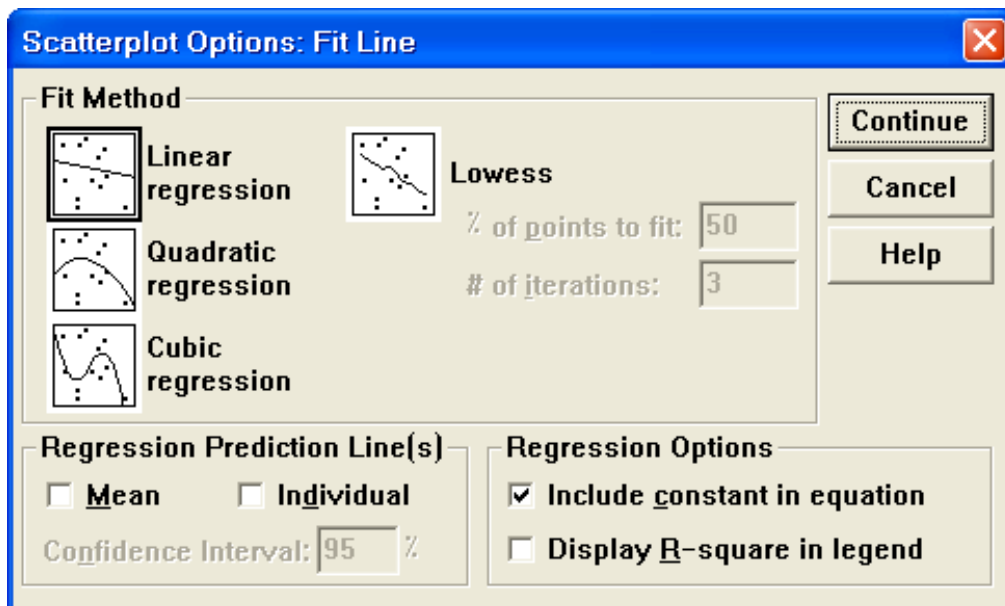 Scatterplot Options: Fit Line
Fit Method
Linear
regression
Quadratic
regression
Cubic
regression
Lowess
% of points to fit: 50
# of iterations: 3
Continue
Cancel
Help
Regression Prediction Line(s)
Mean Individual
Confidence Interval: 95 %
Regression Options
Include constant in equation
Display R-square in legend